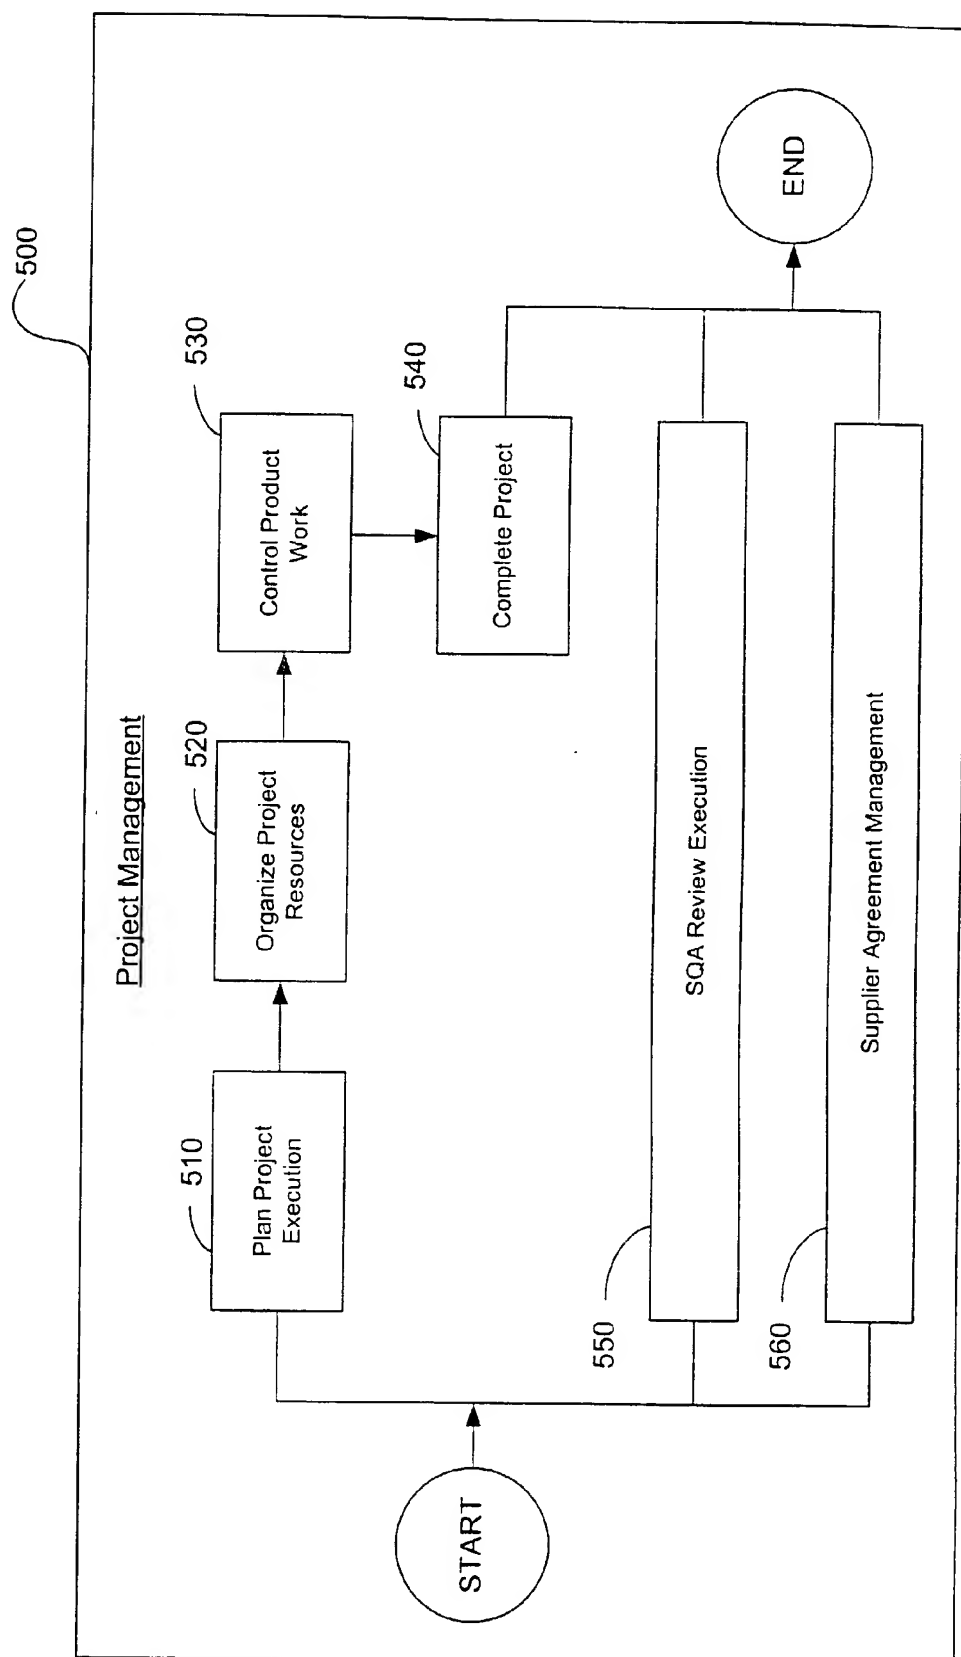 500
Project Management
510
Plan Project
Execution
520
Organize Project
Resources
530
Control Product
Work
540
Complete Project
START
550
SQA Review Execution
560
Supplier Agreement Management
END